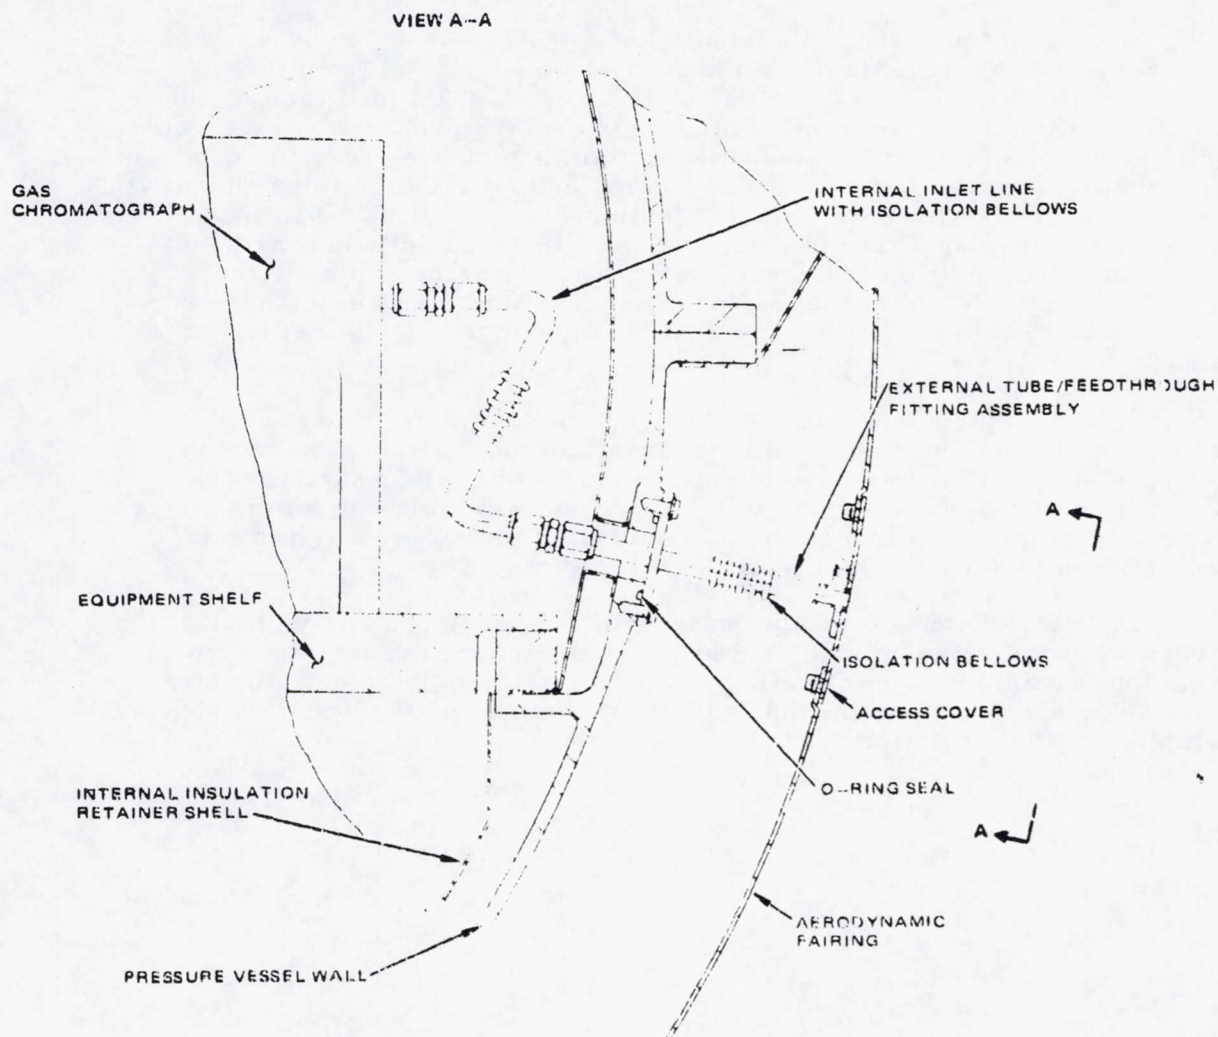 VIEW A--A
GAS
CHROMATOGRAPH
INTERNAL INLET LINE
WITH ISOLATION BELLOWS
EXTERNAL TUBE/FEEDTHROUGH
FITTING ASSEMBLY
A
EQUIPMENT SHELF
ISOLATION BELLOWS
ACCESS COVER
O--RING SEAL
INTERNAL INSULATION
RETAINER SHELL
A
AERODYNAMIC
FAIRING
PRESSURE VESSEL WALL